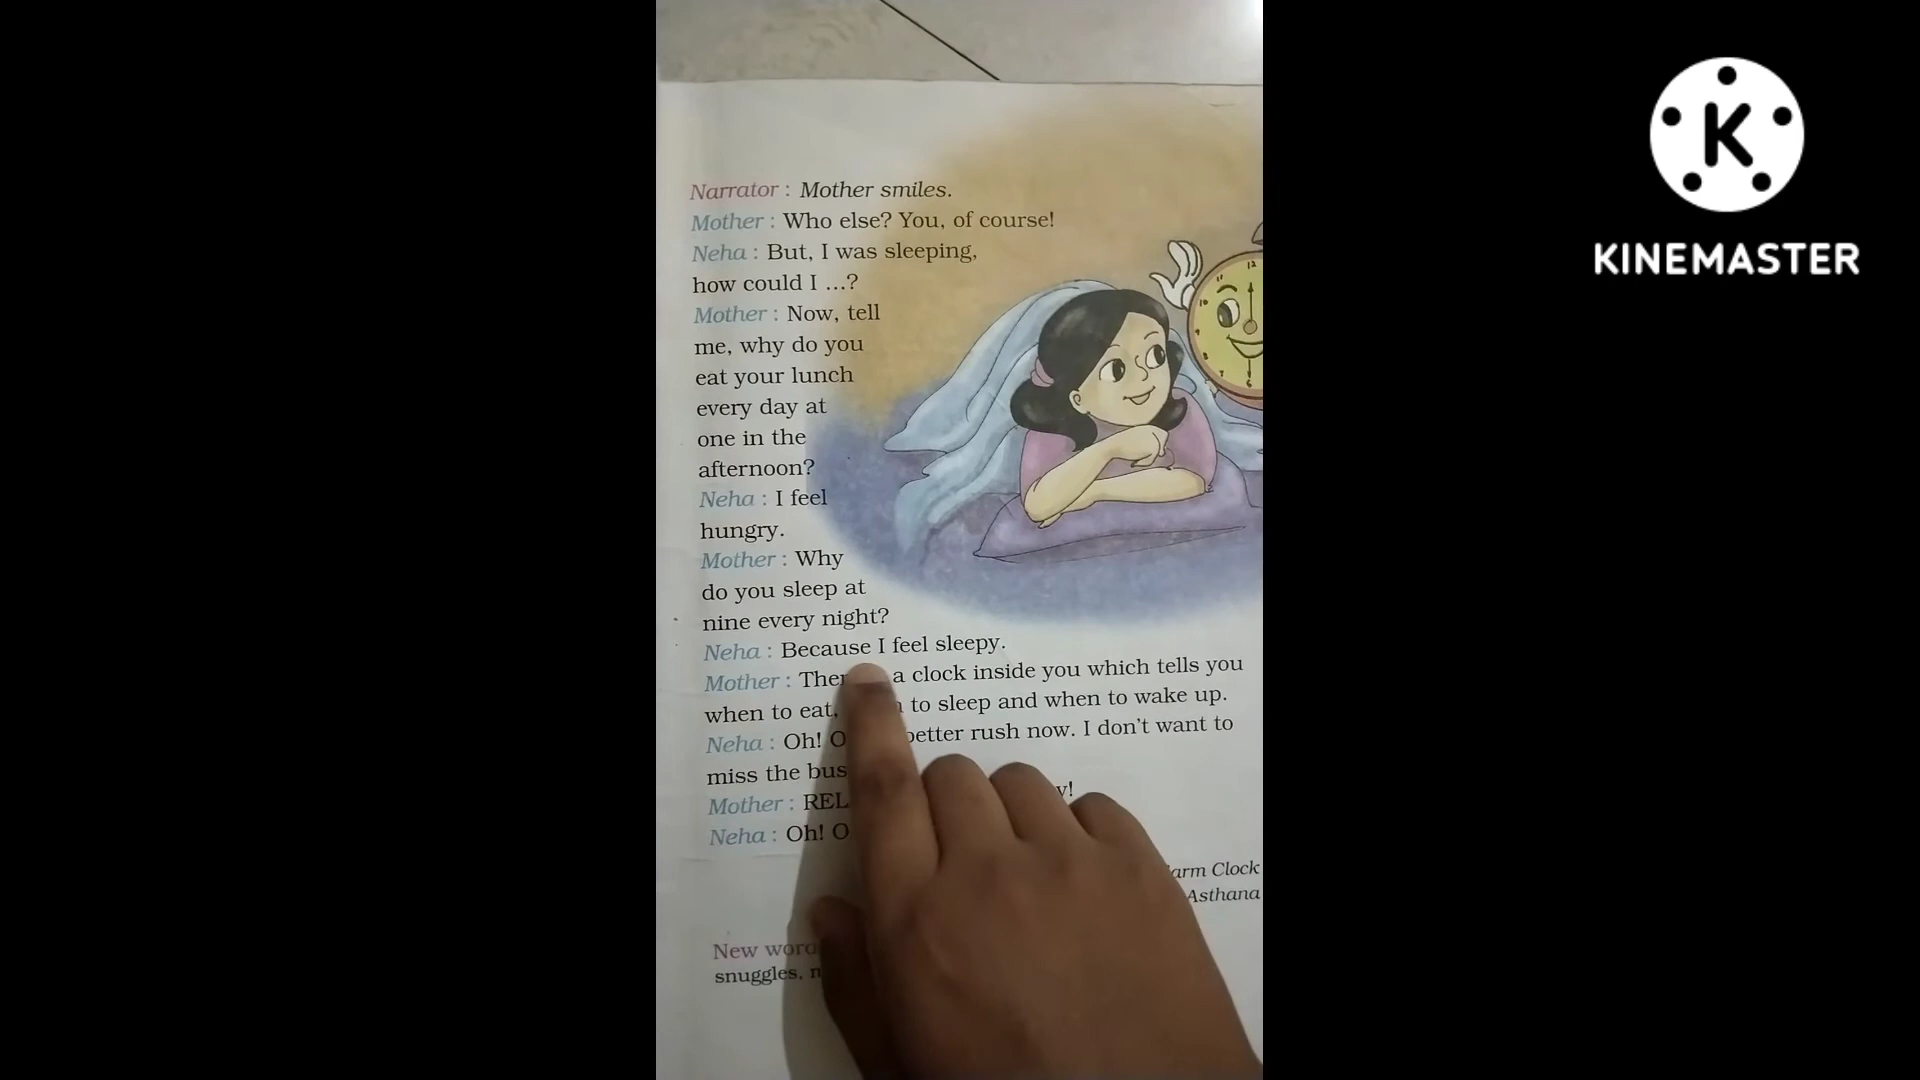 Narrator : Mother smiles.
Mother : Who else? You, of course!
Neha : But, I was sleeping,
how could I ...?
Mother : Now, tell
me, why do you
eat your lunch
every day at
one in the
afternoon?
Neha : I feel
hungry.
Mother : Why
do you sleep at
nine every night?
Neha : Because I feel sleepy.
Mother : a clock inside you which tells you
when to eat, to sleep and when to wake up.
Neha : Oh! better rush now. I don't want to
miss the bus
Mother :
Neha : Oh!
Clock
Asthana
New
snuggles,
K
KINEMASTER